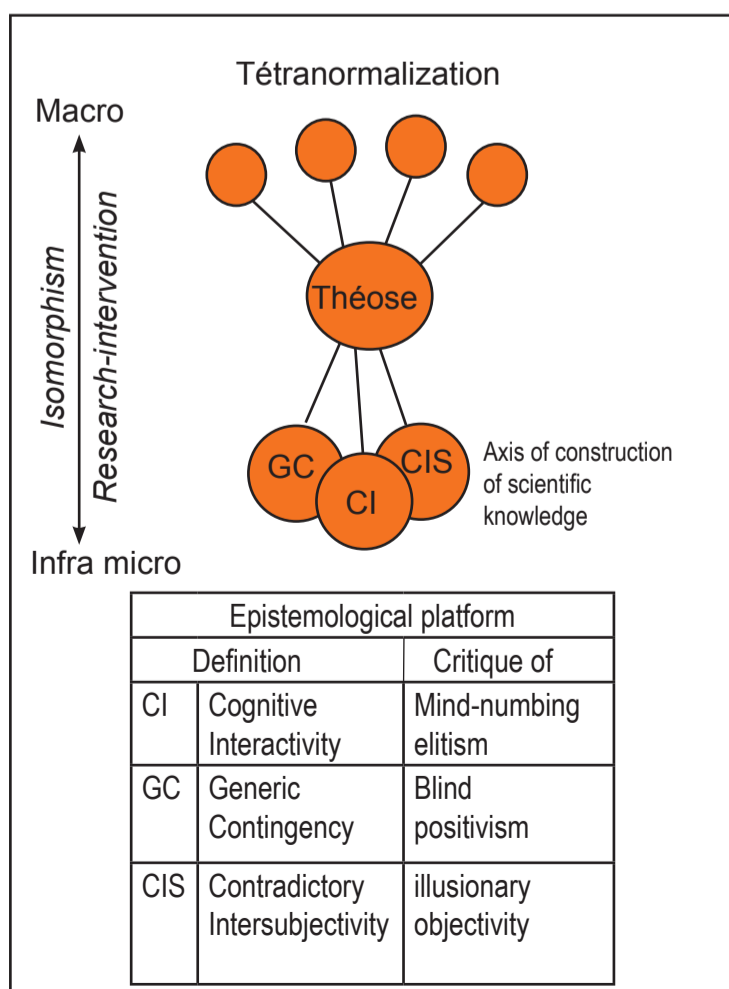 Tétranormalization
Macro
Isomorphism
Research-intervention
Théose
GC
CI
CIS
Axis of construction
of scientific
knowledge
Infra micro
Epistemological platform
Definition
Critique of
CI
Cognitive
Interactivity
Mind-numbing
elitism
GC
Generic
Contingency
Blind
positivism
CIS
Contradictory
Intersubjectivity
illusionary
objectivity